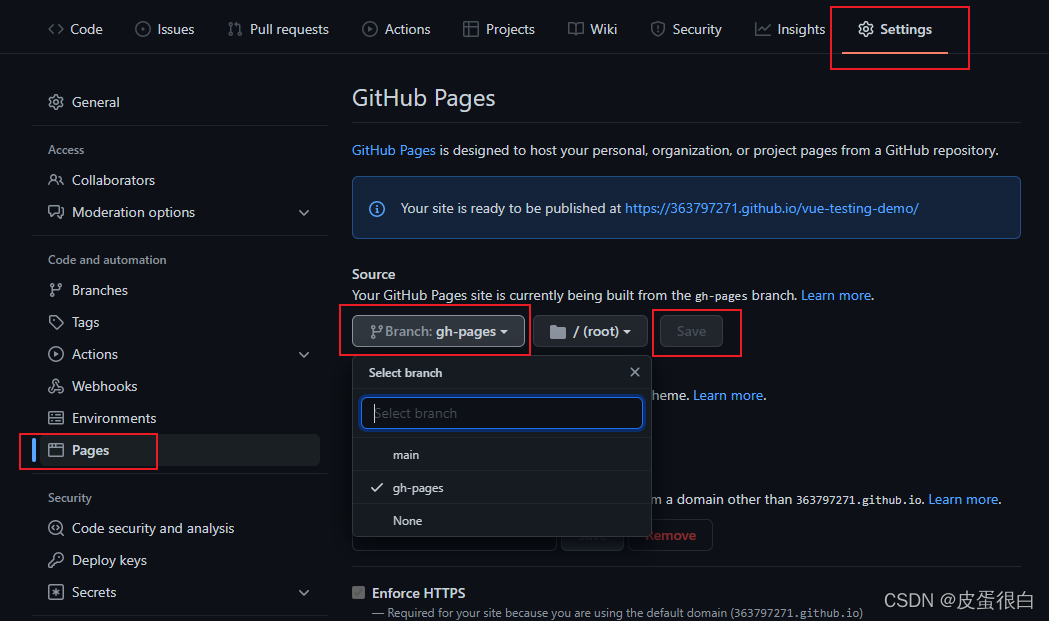 Code Issues Pull requests Actions Projects Wiki Security Insights Settings
General
Access
Collaborators
Moderation options
Code and automation
Branches
Tags
Actions
Webhooks
Environments
Pages
Security
Code security and analysis
Deploy keys
Secrets
GitHub Pages
GitHub Pages is designed to host your personal, organization, or project pages from a GitHub repository.
Your site is ready to be published at https://363797271.github.io/vue-testing-demo/
Source
Your GitHub Pages site is currently being built from the gh-pages branch. Learn more.
Branch: gh-pages / (root) Save
Select branch
Select branch
main
gh-pages
None
heme. Learn more.
m a domain other than 363797271.github.io. Learn more.
Save Remove
Enforce HTTPS
— Required for your site because you are using the default domain (363797271.github.io)
CSDN @皮蛋很白